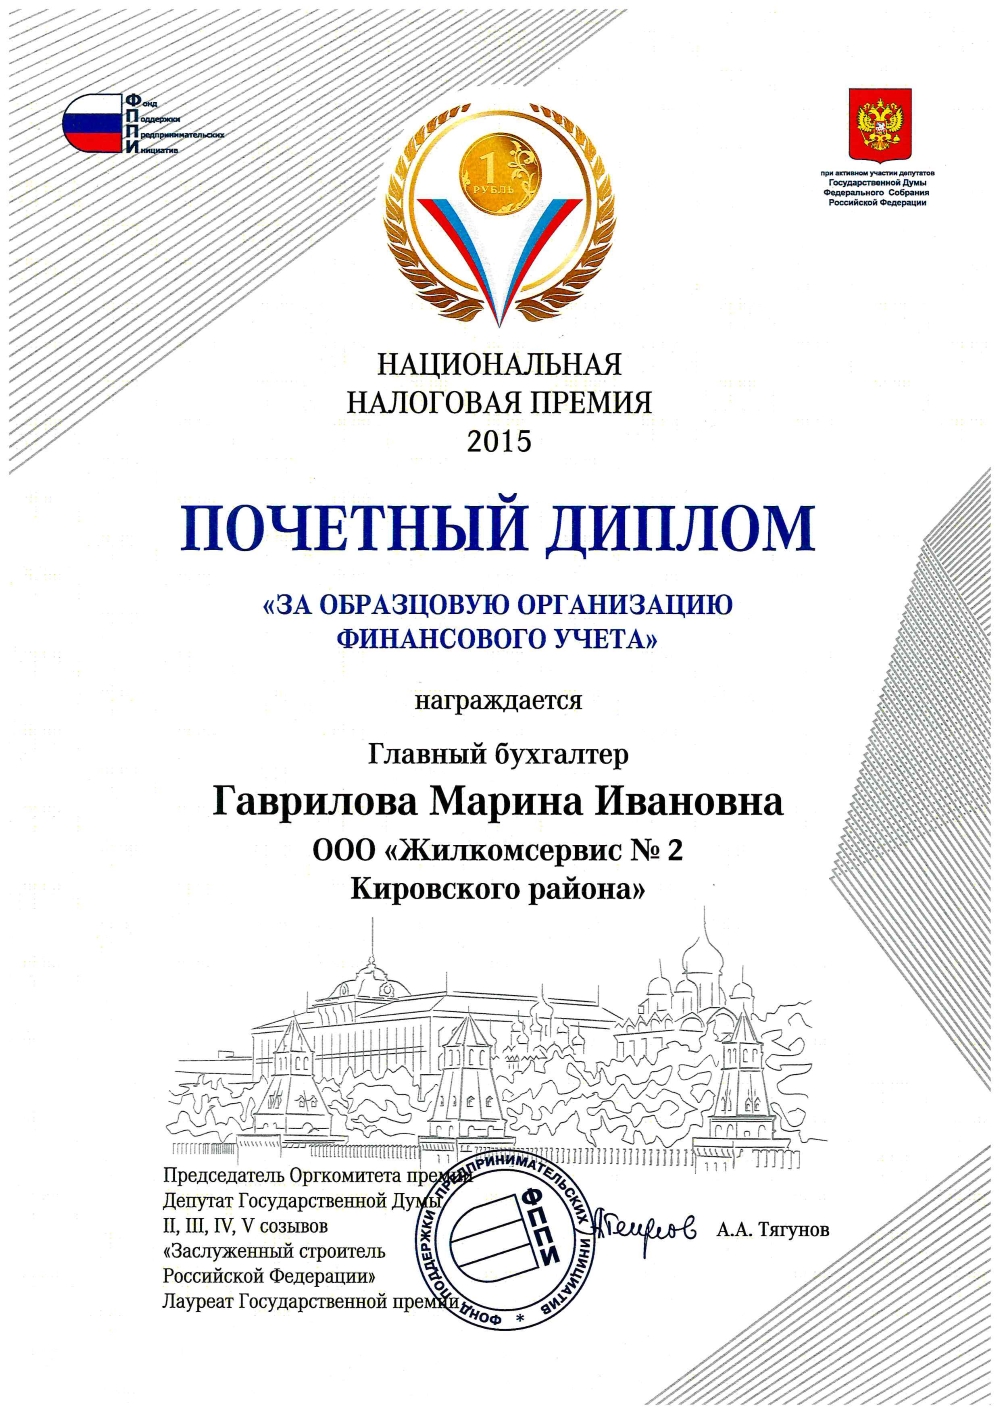 Фонд
Поддержки
Предпринимательских
Инициатив
1
РУБЛЬ
при активном участии депутатов
Государственной Думы
Федерального Собрания
Российской Федерации
НАЦИОНАЛЬНАЯ
НАЛОГОВАЯ ПРЕМИЯ
2015
ПОЧЕТНЫЙ ДИПЛОМ
«ЗА ОБРАЗЦОВУЮ ОРГАНИЗАЦИЮ
ФИНАНСОВОГО УЧЕТА»
награждается
Главный бухгалтер
Гаврилова Марина Ивановна
ООО «Жилкомсервис № 2
Кировского района»
Председатель Оргкомитета премии
Депутат Государственной Думы
II, III, IV, V созывов
«Заслуженный строитель
Российской Федерации»
Лауреат Государственной премии
ФОНД ПОДДЕРЖКИ ПРЕДПРИНИМАТЕЛЬСКИХ ИНИЦИАТИВ *
ФППИ
А.А. Тягунов